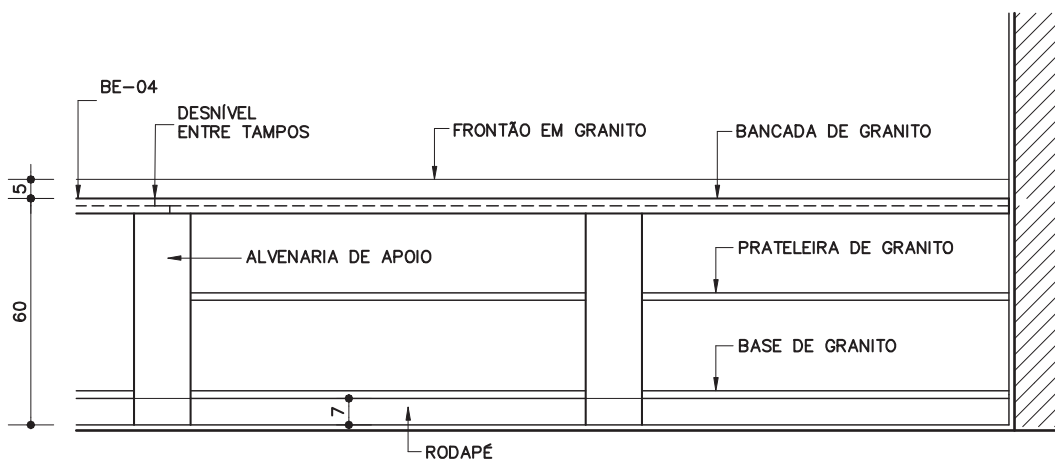 BE-04
DESNÍVEL
ENTRE TAMPOS
FRONTÃO EM GRANITO
BANCADA DE GRANITO
5
ALVENARIA DE APOIO
PRATELEIRA DE GRANITO
60
BASE DE GRANITO
7
RODAPÉ